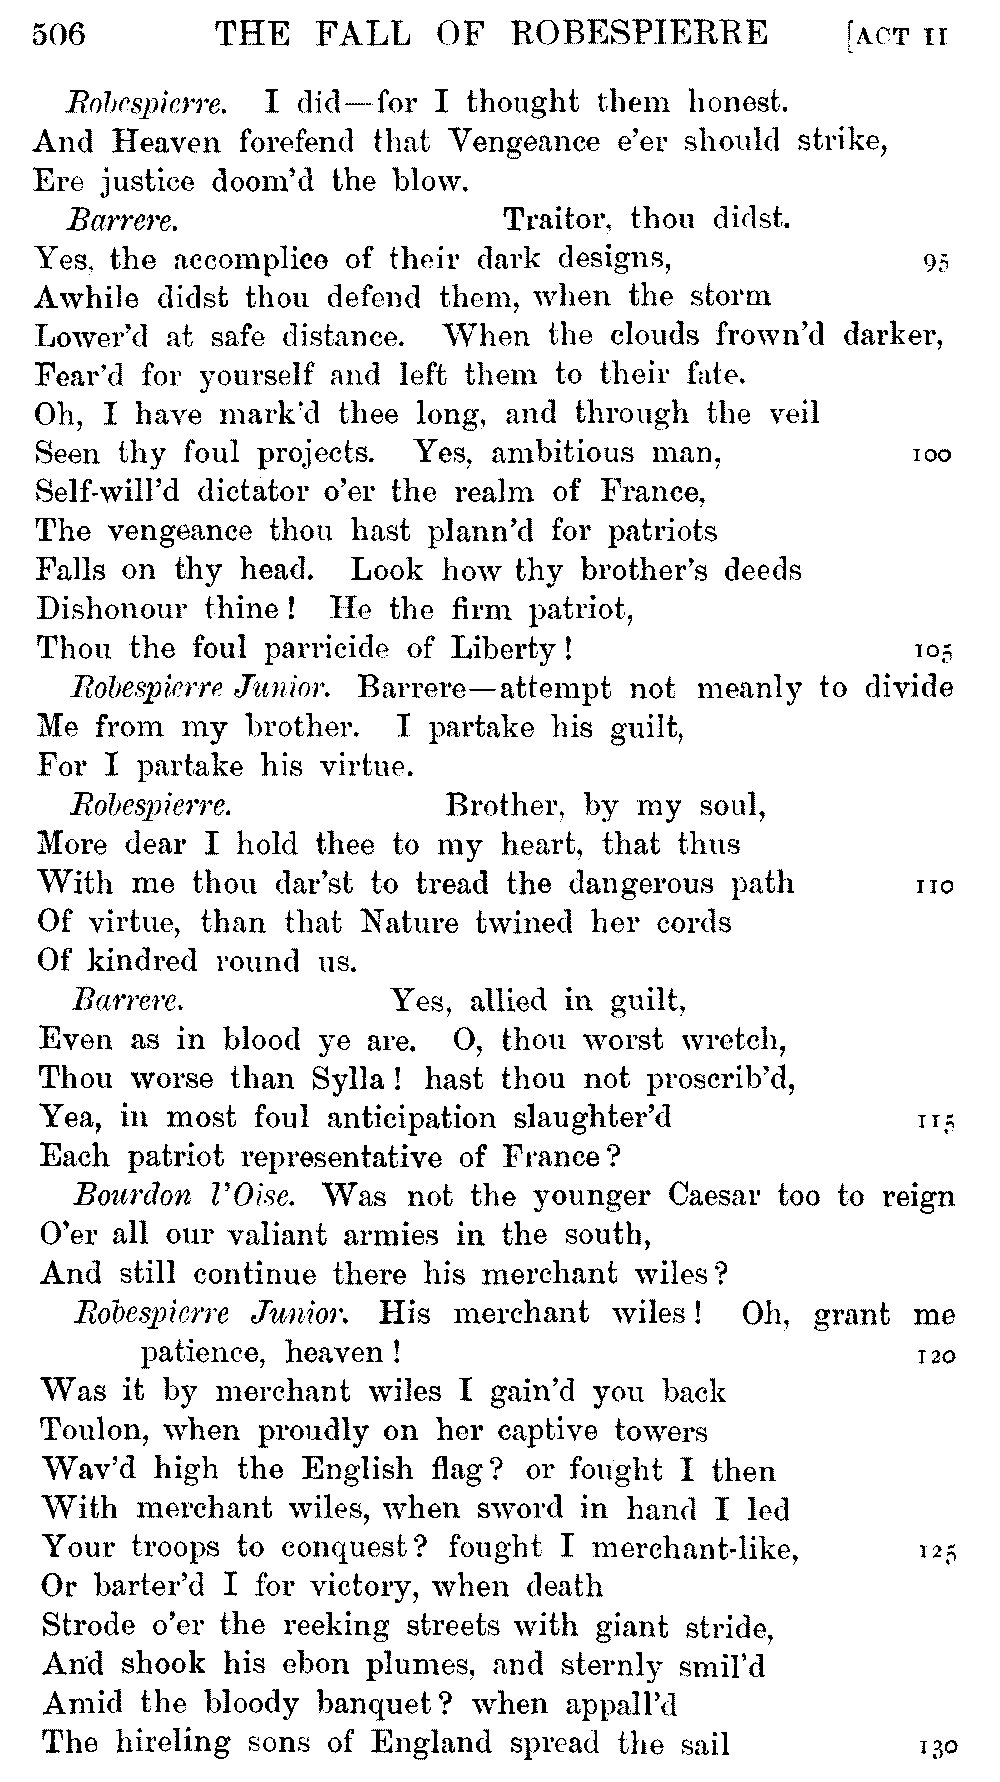 506 THE FALL OF ROBESPIERRE [ACT II
Robespierre. I did—for I thought them honest.
And Heaven forefend that Vengeance e'er should strike,
Ere justice doom'd the blow.
Barrere. Traitor, thou didst.
Yes, the accomplice of their dark designs, 95
Awhile didst thou defend them, when the storm
Lower'd at safe distance. When the clouds frown'd darker,
Fear'd for yourself and left them to their fate.
Oh, I have mark'd thee long, and through the veil
Seen thy foul projects. Yes, ambitious man, 100
Self-will'd dictator o'er the realm of France,
The vengeance thou hast plann'd for patriots
Falls on thy head. Look how thy brother's deeds
Dishonour thine! He the firm patriot,
Thou the foul parricide of Liberty! 105
Robespierre Junior. Barrere—attempt not meanly to divide
Me from my brother. I partake his guilt,
For I partake his virtue.
Robespierre. Brother, by my soul,
More dear I hold thee to my heart, that thus
With me thou dar'st to tread the dangerous path 110
Of virtue, than that Nature twined her cords
Of kindred round us.
Barrere. Yes, allied in guilt,
Even as in blood ye are. O, thou worst wretch,
Thou worse than Sylla! hast thou not proscrib'd,
Yea, in most foul anticipation slaughter'd 115
Each patriot representative of France?
Bourdon l'Oise. Was not the younger Caesar too to reign
O'er all our valiant armies in the south,
And still continue there his merchant wiles?
Robespierre Junior. His merchant wiles! Oh, grant me
patience, heaven! 120
Was it by merchant wiles I gain'd you back
Toulon, when proudly on her captive towers
Wav'd high the English flag? or fought I then
With merchant wiles, when sword in hand I led
Your troops to conquest? fought I merchant-like, 125
Or barter'd I for victory, when death
Strode o'er the reeking streets with giant stride,
And shook his ebon plumes, and sternly smil'd
Amid the bloody banquet? when appall'd
The hireling sons of England spread the sail 130